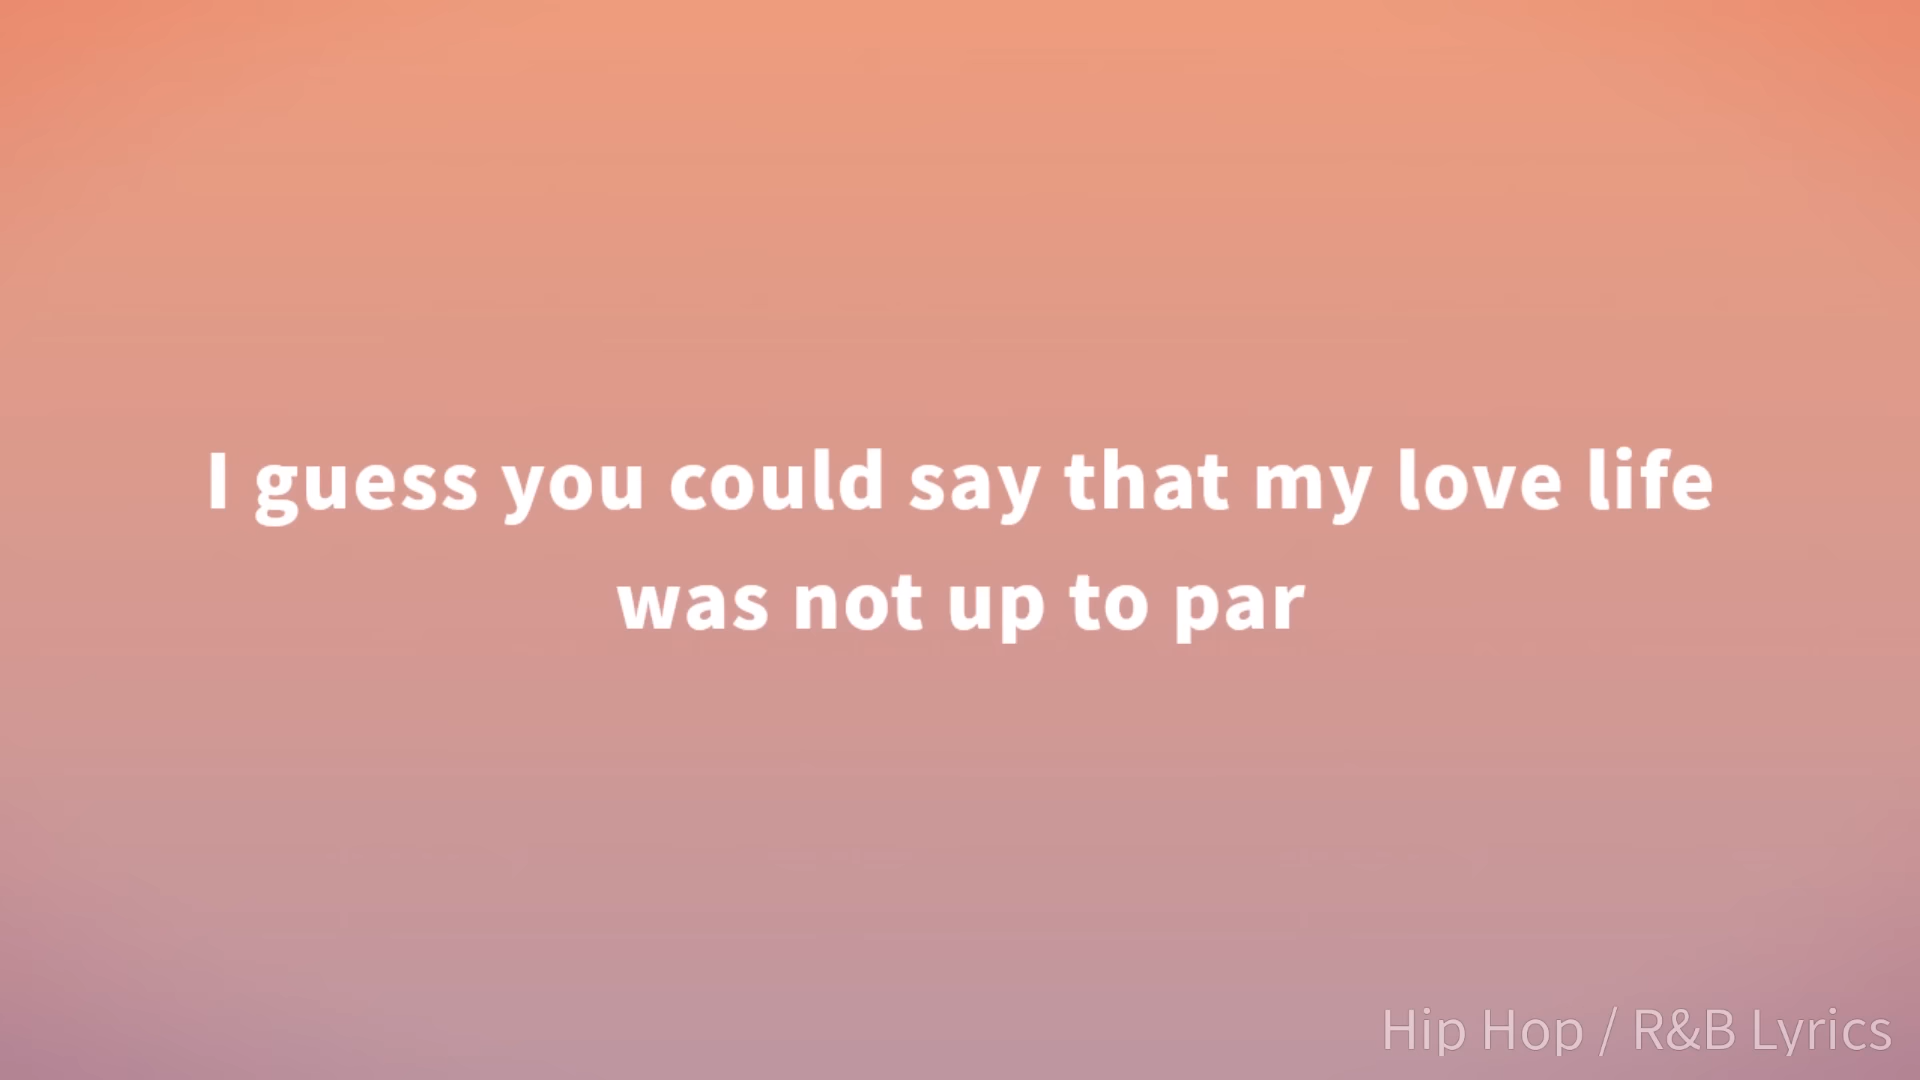 I guess you could say that my love life
was not up to par
Hip Hop / R&B Lyrics